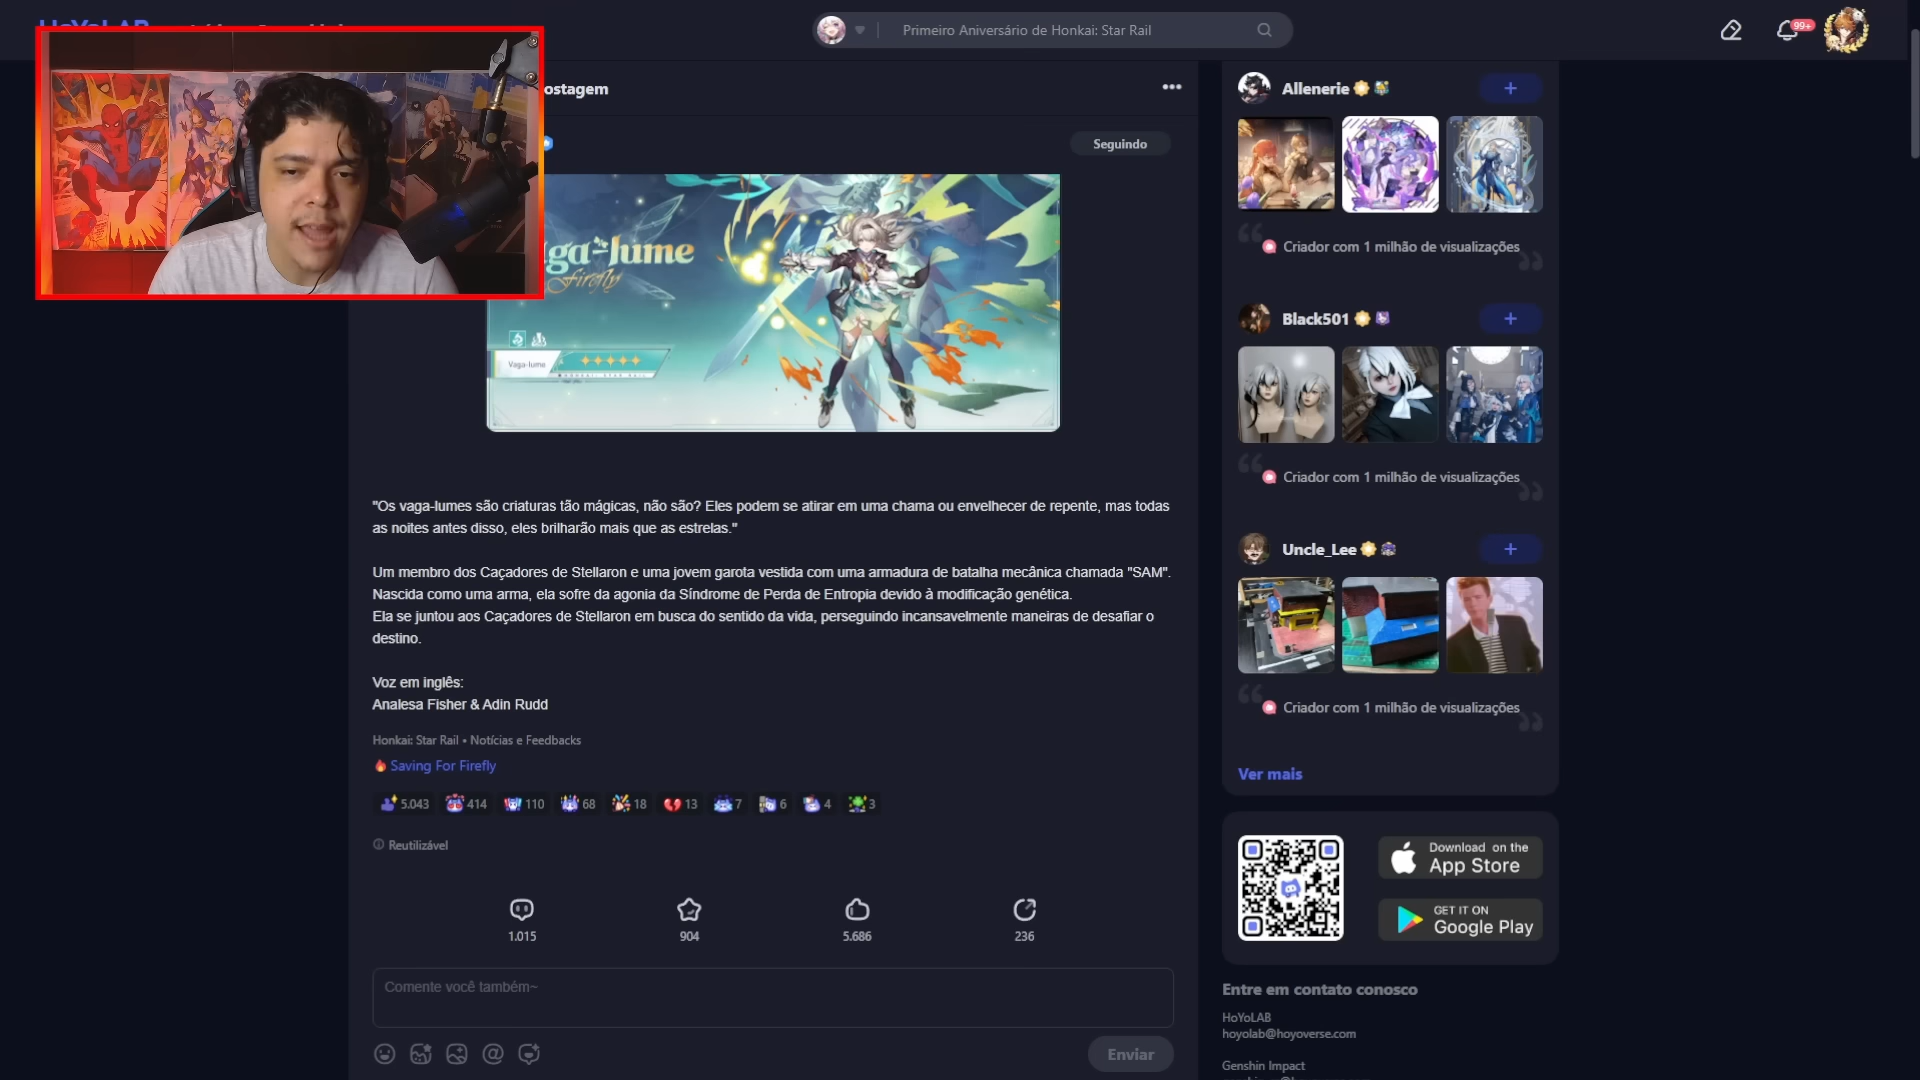 Primeiro Aniversário de Honkai: Star Rail
99+
ostagem
Seguindo
ga-lume
Firefly
Vaga-lume
"Os vaga-lumes são criaturas tão mágicas, não são? Eles podem se atirar em uma chama ou envelhecer de repente, mas todas
as noites antes disso, eles brilharão mais que as estrelas."
Um membro dos Caçadores de Stellaron e uma jovem garota vestida com uma armadura de batalha mecânica chamada "SAM".
Nascida como uma arma, ela sofre da agonia da Síndrome de Perda de Entropia devido à modificação genética.
Ela se juntou aos Caçadores de Stellaron em busca do sentido da vida, perseguindo incansavelmente maneiras de desafiar o
destino.
Voz em inglês:
Analesa Fisher & Adin Rudd
Honkai: Star Rail • Notícias e Feedbacks
Saving For Firefly
5.043 414 110 68 18 13 7 6 4 3
Reutilizável
1.015 904 5.686 236
Comente você também~
Enviar
Allenerie
Criador com 1 milhão de visualizações
Black501
Criador com 1 milhão de visualizações
Uncle_Lee
Criador com 1 milhão de visualizações
Ver mais
Download on the
App Store
GET IT ON
Google Play
Entre em contato conosco
HoYoLAB
hoyolab@hoyoverse.com
Genshin Impact